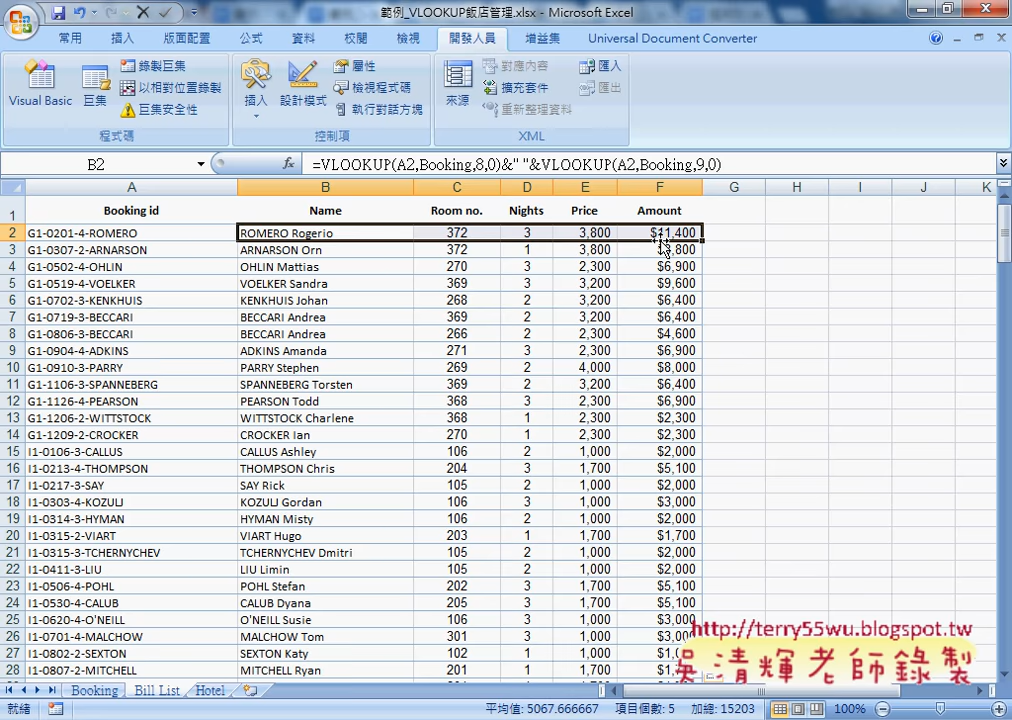 範例_VLOOKUP飯店管理.xlsx - Microsoft Excel
常用 插入 版面配置 公式 資料 校閱 檢視 開發人員 增益集 Universal Document Converter
Visual Basic 巨集 錄製巨集 以相對位置錄製 巨集安全性 插入 設計模式 屬性 檢視程式碼 執行對話方塊 來源 對應內容 擴充套件 重新整理資料 匯入 匯出
程式碼 控制項 XML
B2 fx =VLOOKUP(A2,Booking,8,0)&" "&VLOOKUP(A2,Booking,9,0)
A B C D E F G H I J K
1 Booking id Name Room no. Nights Price Amount
2 G1-0201-4-ROMERO ROMERO Rogerio 372 3 3,800 $11,400
3 G1-0307-2-ARNARSON ARNARSON Orn 372 1 3,800 $3,800
4 G1-0502-4-OHLIN OHLIN Mattias 270 3 2,300 $6,900
5 G1-0519-4-VOELKER VOELKER Sandra 369 3 3,200 $9,600
6 G1-0702-3-KENKHUIS KENKHUIS Johan 268 2 3,200 $6,400
7 G1-0719-3-BECCARI BECCARI Andrea 369 2 3,200 $6,400
8 G1-0806-3-BECCARI BECCARI Andrea 266 2 2,300 $4,600
9 G1-0904-4-ADKINS ADKINS Amanda 271 3 2,300 $6,900
10 G1-0910-3-PARRY PARRY Stephen 269 2 4,000 $8,000
11 G1-1106-3-SPANNEBERG SPANNEBERG Torsten 369 2 3,200 $6,400
12 G1-1126-4-PEARSON PEARSON Todd 368 3 2,300 $6,900
13 G1-1206-2-WITTSTOCK WITTSTOCK Charlene 368 1 2,300 $2,300
14 G1-1209-2-CROCKER CROCKER Ian 270 1 2,300 $2,300
15 I1-0106-3-CALLUS CALLUS Ashley 106 2 1,000 $2,000
16 I1-0213-4-THOMPSON THOMPSON Chris 204 3 1,700 $5,100
17 I1-0217-3-SAY SAY Rick 105 2 1,000 $2,000
18 I1-0303-4-KOZULJ KOZULJ Gordan 106 3 1,000 $3,000
19 I1-0314-3-HYMAN HYMAN Misty 106 2 1,000 $2,000
20 I1-0315-2-VIART VIART Hugo 203 1 1,700 $1,700
21 I1-0315-3-TCHERNYCHEV TCHERNYCHEV Dmitri 105 2 1,000 $2,000
22 I1-0411-3-LIU LIU Limin 105 2 1,000 $2,000
23 I1-0506-4-POHL POHL Stefan 202 3 1,700 $5,100
24 I1-0530-4-CALUB CALUB Dyana 205 3 1,700 $5,100
25 I1-0620-4-O'NEILL O'NEILL Susie 106 3 1,000 $3,000
26 I1-0701-4-MALCHOW MALCHOW Tom 301 3 1,000
27 I1-0802-2-SEXTON SEXTON Katy 102 1 1,000
28 I1-0807-2-MITCHELL MITCHELL Ryan 201 1 1,700
http://terry55wu.blogspot.tw
吳清輝老師錄製
Booking Bill List Hotel
就緒 平均值: 5067.666667 項目個數: 5 加總: 15203 100%